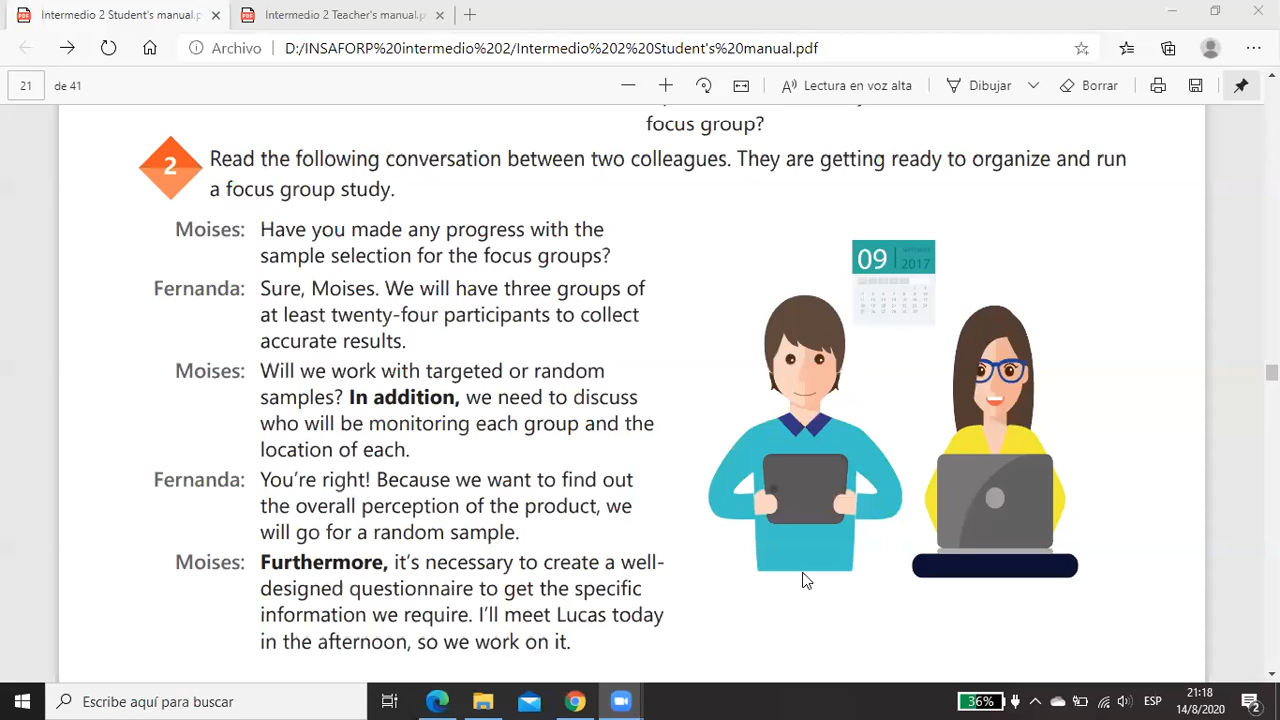 Intermedio 2 Student's manual.p
Intermedio 2 Teacher's manual.p
Archivo
D:/INSAFORP%20intermedio%202/Intermedio%202%20Student's%20manual.pdf
21 de 41
Lectura en voz alta
Dibujar
Borrar
focus group?
2
Read the following conversation between two colleagues. They are getting ready to organize and run
a focus group study.
Moises: Have you made any progress with the
sample selection for the focus groups?
Fernanda: Sure, Moises. We will have three groups of
at least twenty-four participants to collect
accurate results.
Moises: Will we work with targeted or random
samples? In addition, we need to discuss
who will be monitoring each group and the
location of each.
Fernanda: You're right! Because we want to find out
the overall perception of the product, we
will go for a random sample.
Moises: Furthermore, it's necessary to create a well-
designed questionnaire to get the specific
information we require. I'll meet Lucas today
in the afternoon, so we work on it.
09
2017
Escribe aquí para buscar
36%
ESP
21:18
14/8/2020
2